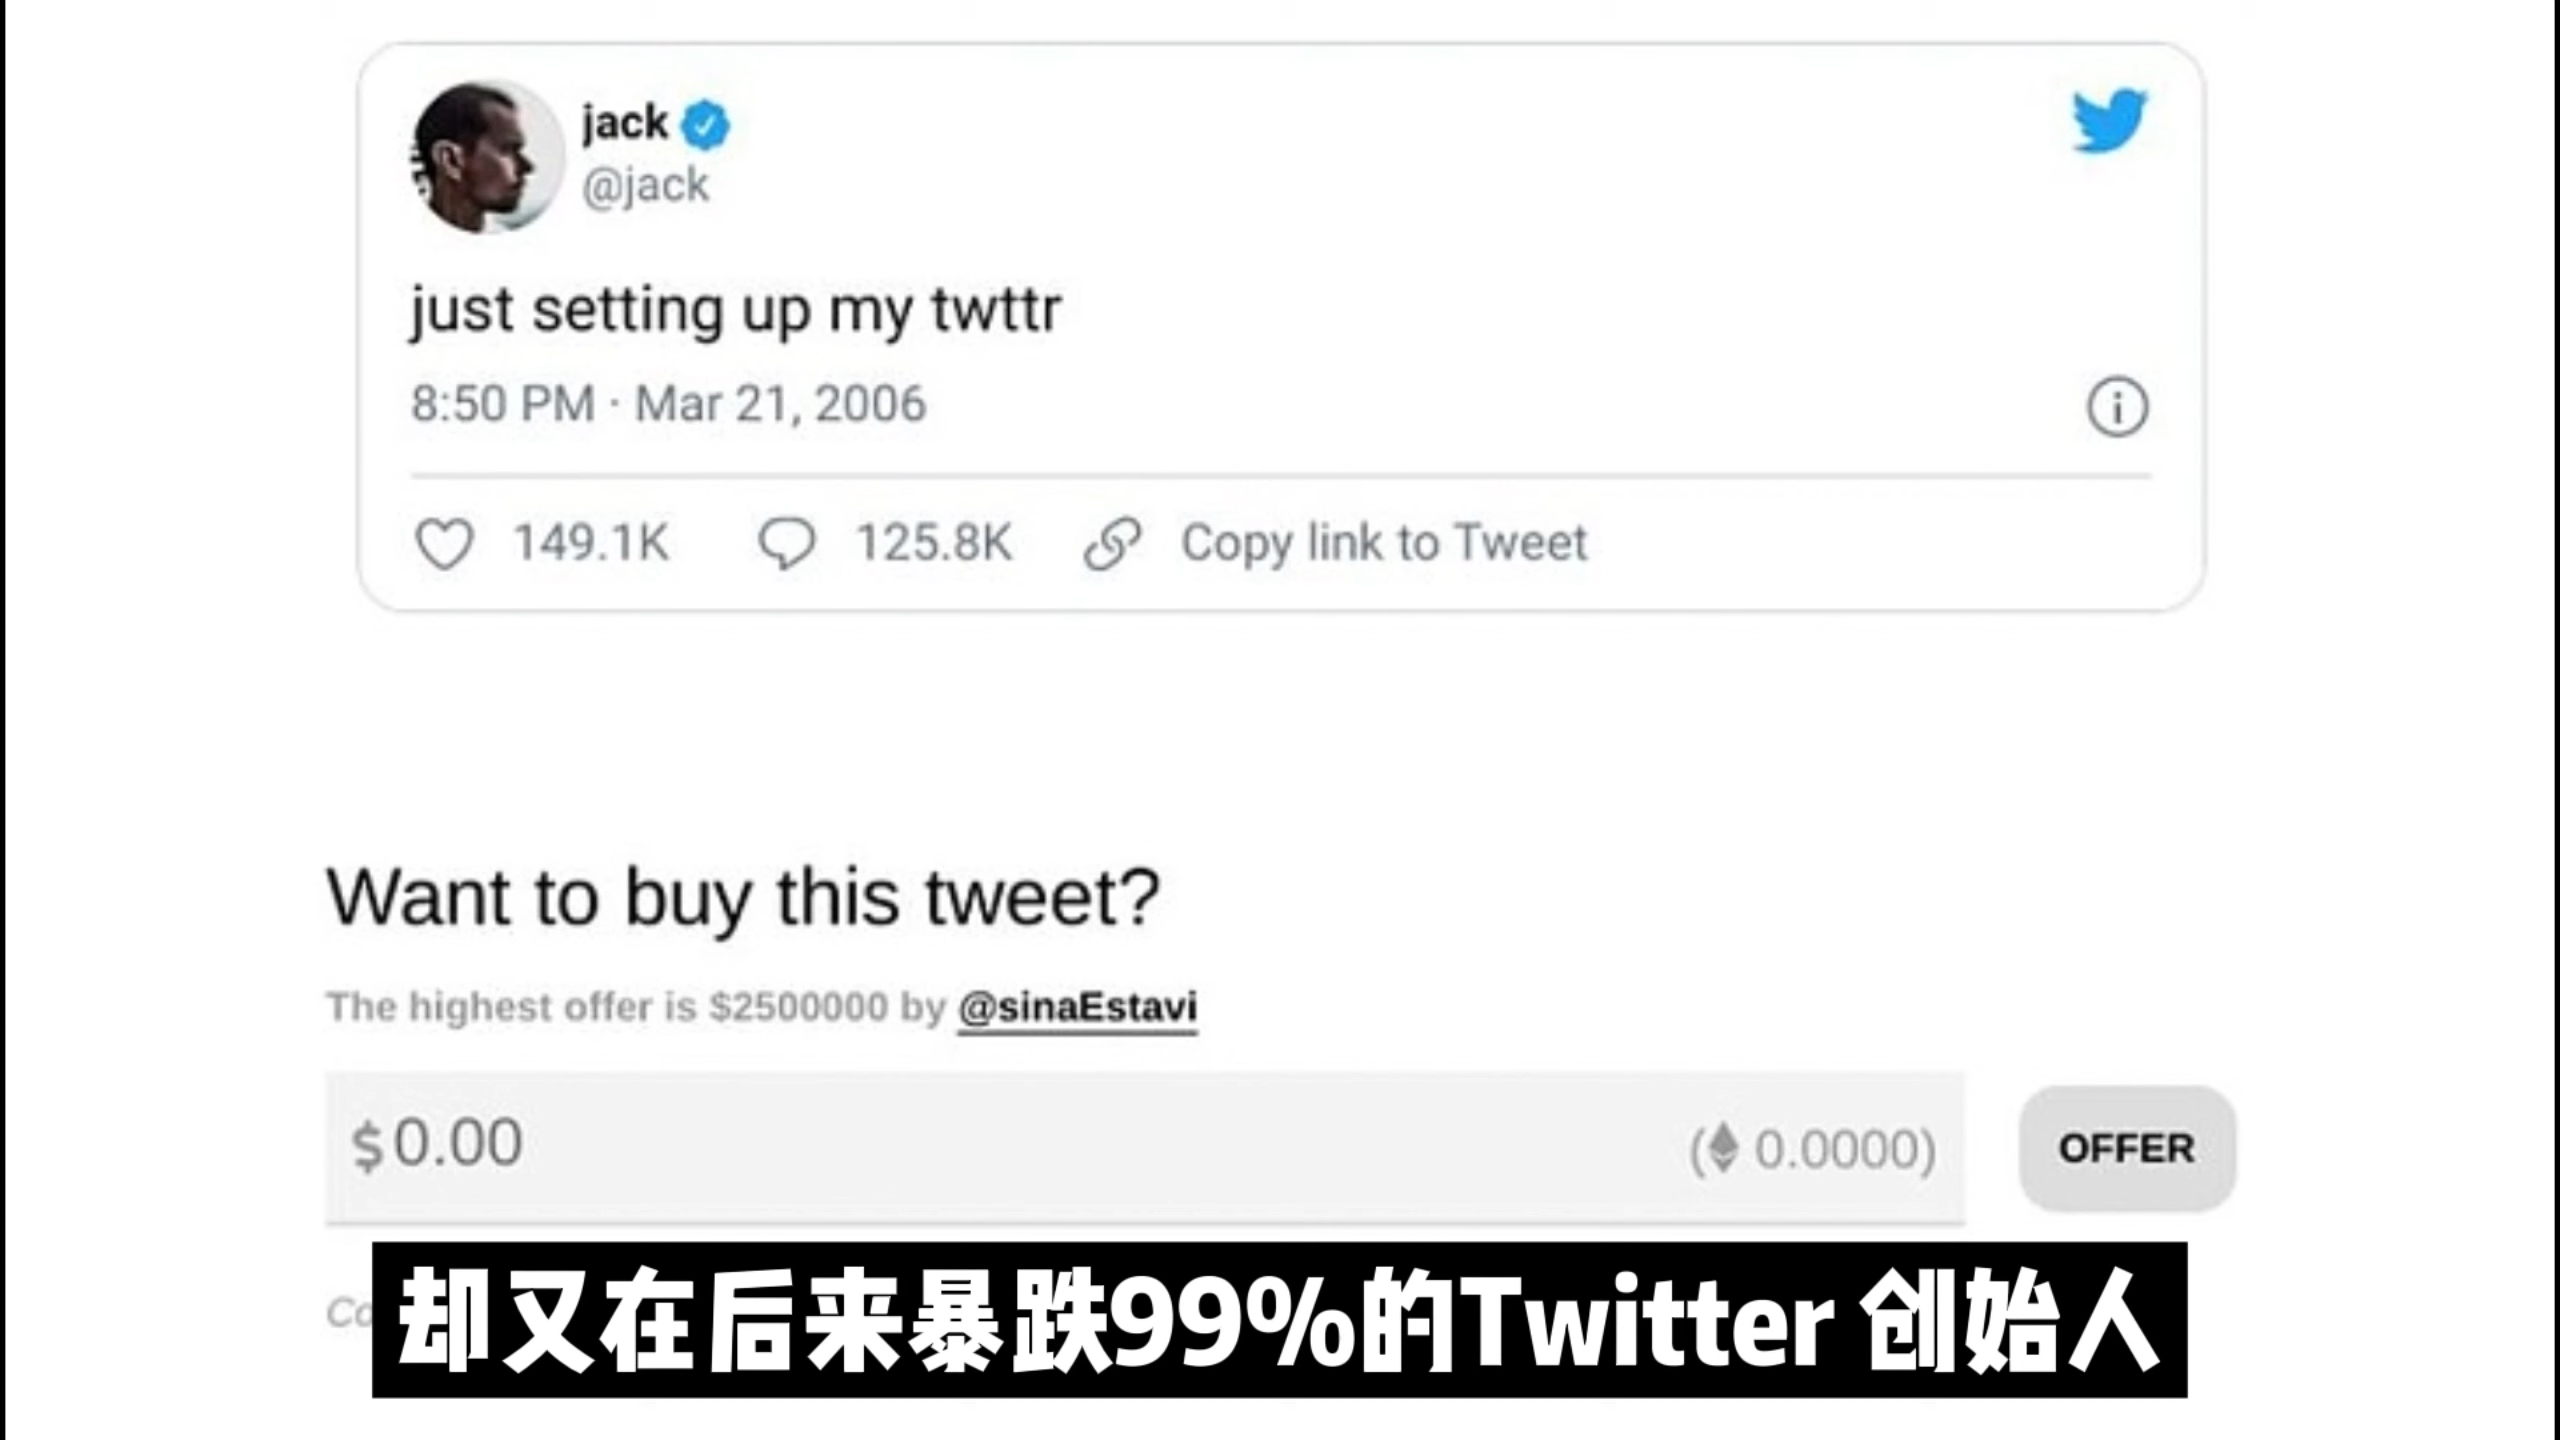 jack
@jack
just setting up my twttr
8:50 PM · Mar 21, 2006
149.1K 125.8K Copy link to Tweet
Want to buy this tweet?
The highest offer is $2500000 by @sinaEstavi
$0.00 (0.0000) OFFER
却又在后来暴跌99%的Twitter 创始人